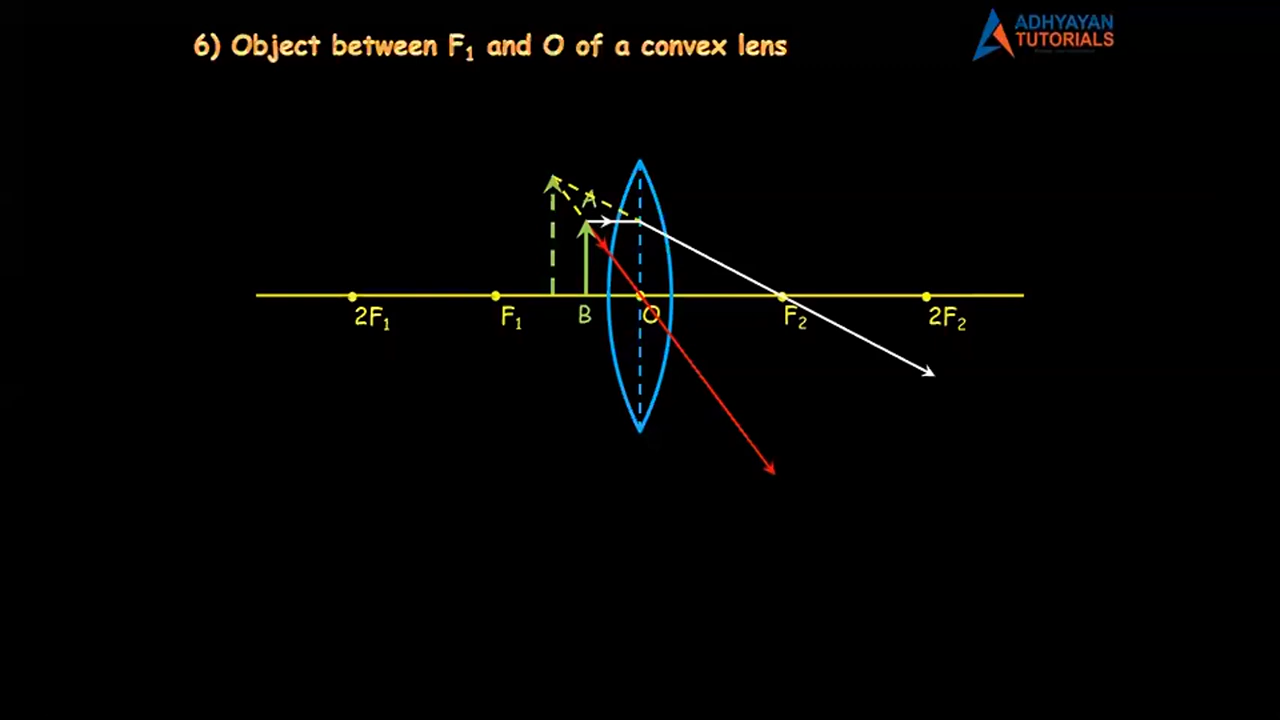 6) Object between F₁ and O of a convex lens
ADHYAYAN
TUTORIALS
A
2F₁ F₁ B O F₂ 2F₂